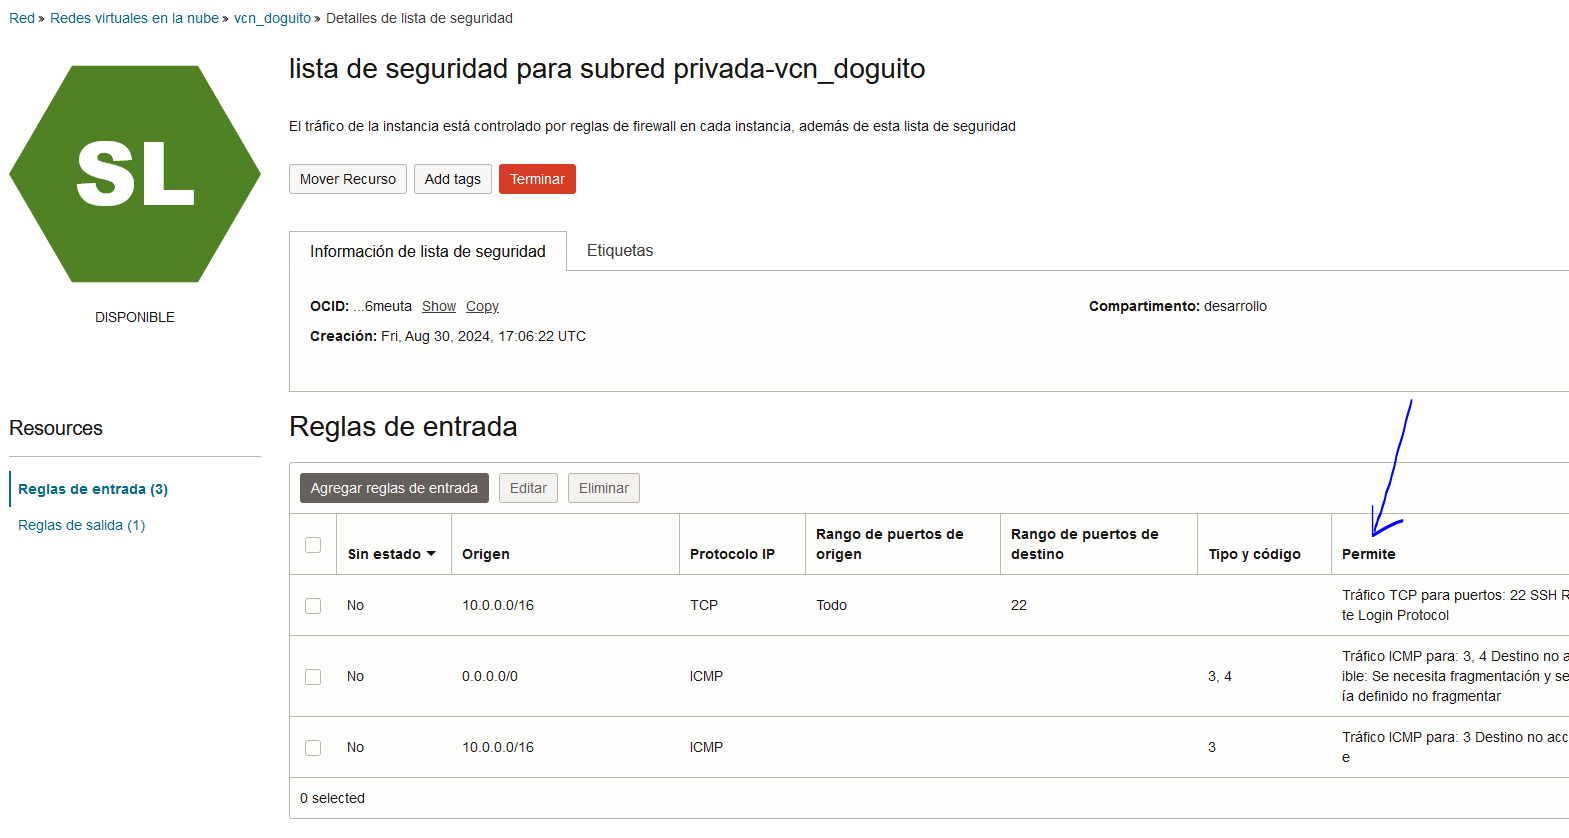 Red » Redes virtuales en la nube » vcn_doguito » Detalles de lista de seguridad
SL
DISPONIBLE
lista de seguridad para subred privada-vcn_doguito
El tráfico de la instancia está controlado por reglas de firewall en cada instancia, además de esta lista de seguridad
Mover Recurso Add tags Terminar
Información de lista de seguridad Etiquetas
OCID: ...6meuta Show Copy
Compartimento: desarrollo
Creación: Fri, Aug 30, 2024, 17:06:22 UTC
Resources
Reglas de entrada (3)
Reglas de salida (1)
Reglas de entrada
Agregar reglas de entrada Editar Eliminar
Sin estado Origen Protocolo IP Rango de puertos de origen Rango de puertos de destino Tipo y código Permite
No 10.0.0.0/16 TCP Todo 22 Tráfico TCP para puertos: 22 SSH R
te Login Protocol
No 0.0.0.0/0 ICMP 3, 4 Tráfico ICMP para: 3, 4 Destino no a
ible: Se necesita fragmentación y se
ía definido no fragmentar
No 10.0.0.0/16 ICMP 3 Tráfico ICMP para: 3 Destino no acc
e
0 selected